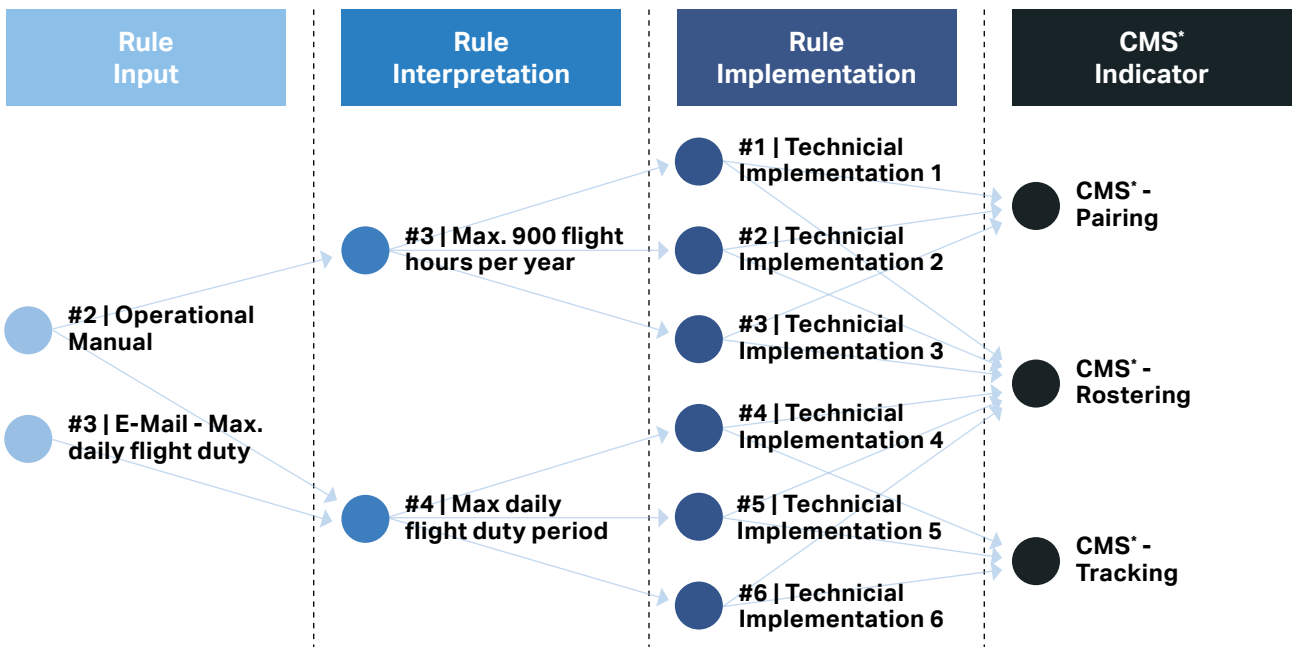 Rule
Input
Rule
Interpretation
Rule
Implementation
CMS*
Indicator
#2 | Operational
Manual
#3 | E-Mail - Max.
daily flight duty
#3 | Max. 900 flight
hours per year
#4 | Max daily
flight duty period
#1 | Technicial
Implementation 1
#2 | Technicial
Implementation 2
#3 | Technicial
Implementation 3
#4 | Technicial
Implementation 4
#5 | Technicial
Implementation 5
#6 | Technicial
Implementation 6
CMS* -
Pairing
CMS* -
Rostering
CMS* -
Tracking